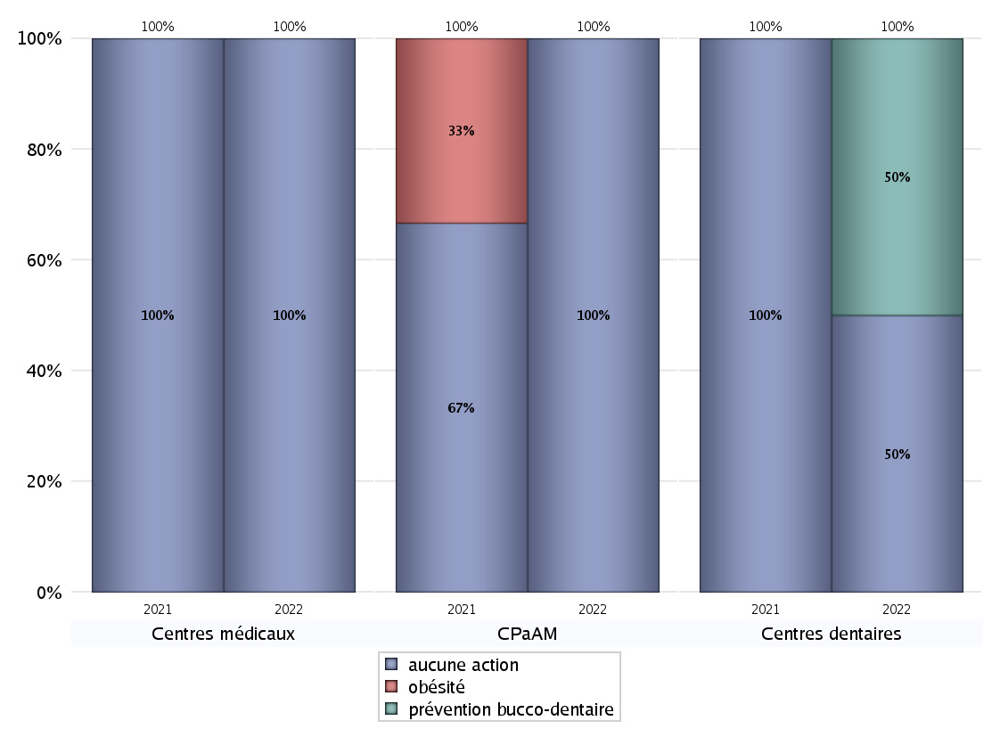 100% 100% 100% 100% 100% 100%
100%
80%
60%
40%
20%
0%
33%
50%
100% 100% 100% 100%
67%
50%
2021 2022 2021 2022 2021 2022
Centres médicaux CPaAM Centres dentaires
aucune action
obésité
prévention bucco-dentaire